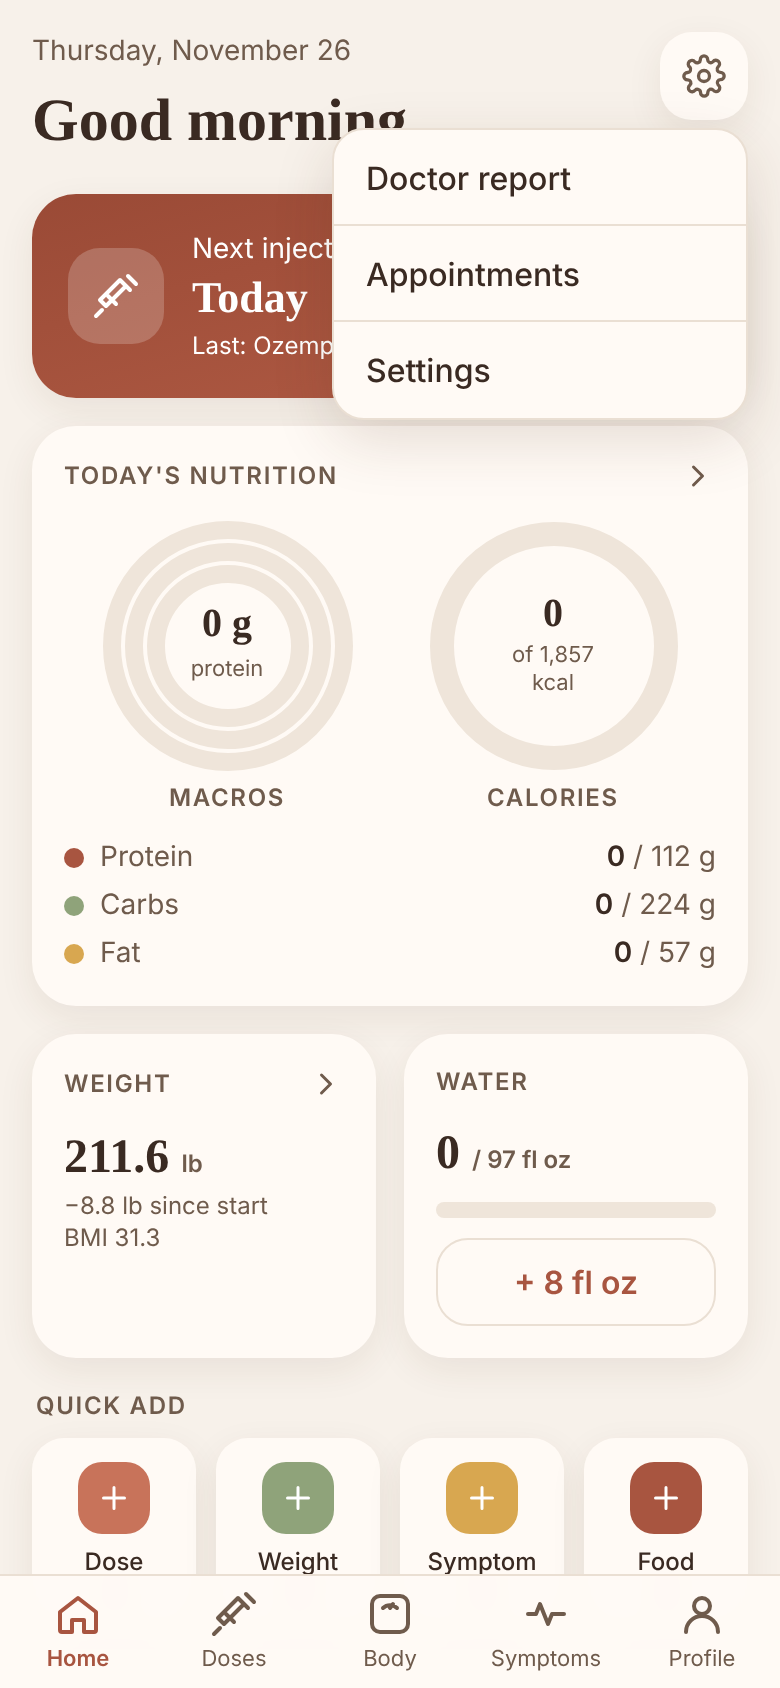 Thursday, November 26
Good morning
Doctor report
Appointments
Settings
Next inject
Today
Last: Ozemp
TODAY'S NUTRITION
0 g
protein
0
of 1,857
kcal
MACROS
CALORIES
Protein 0 / 112 g
Carbs 0 / 224 g
Fat 0 / 57 g
WEIGHT
211.6 lb
−8.8 lb since start
BMI 31.3
WATER
0 / 97 fl oz
+ 8 fl oz
QUICK ADD
Dose
Weight
Symptom
Food
Home
Doses
Body
Symptoms
Profile